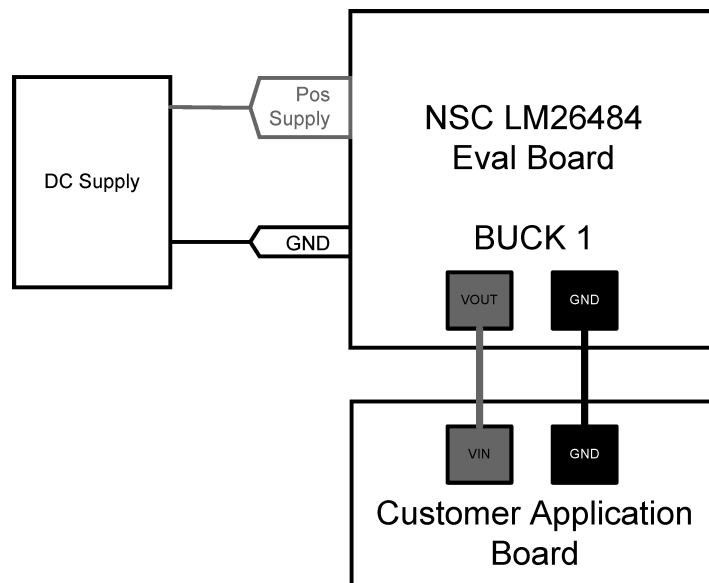 Pos
Supply
NSC LM26484
Eval Board
DC Supply
GND
BUCK 1
VOUT
GND
VIN
GND
Customer Application
Board